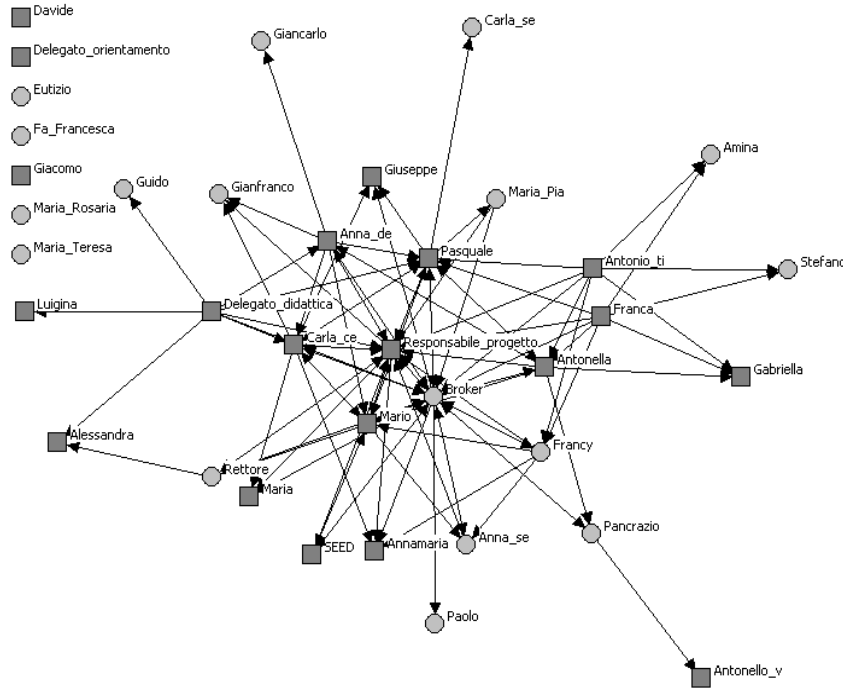 Davide
Delegato_orientamento
Eutizio
Fa_Francesca
Giacomo
Maria_Rosaria
Maria_Teresa
Giancarlo
Carla_se
Amina
Guido
Gianfranco
Giuseppe
Maria_Pia
Anna_de
Pasquale
Antonio_ti
Stefano
Luigina
Delegato_didattica
Franca
Carla_ce
Responsabile_progetto
Antonella
Gabriella
Broker
Mario
Alessandra
Francy
Rettore
Maria
SEED
Annamaria
Anna_se
Pancrazio
Paolo
Antonello_v